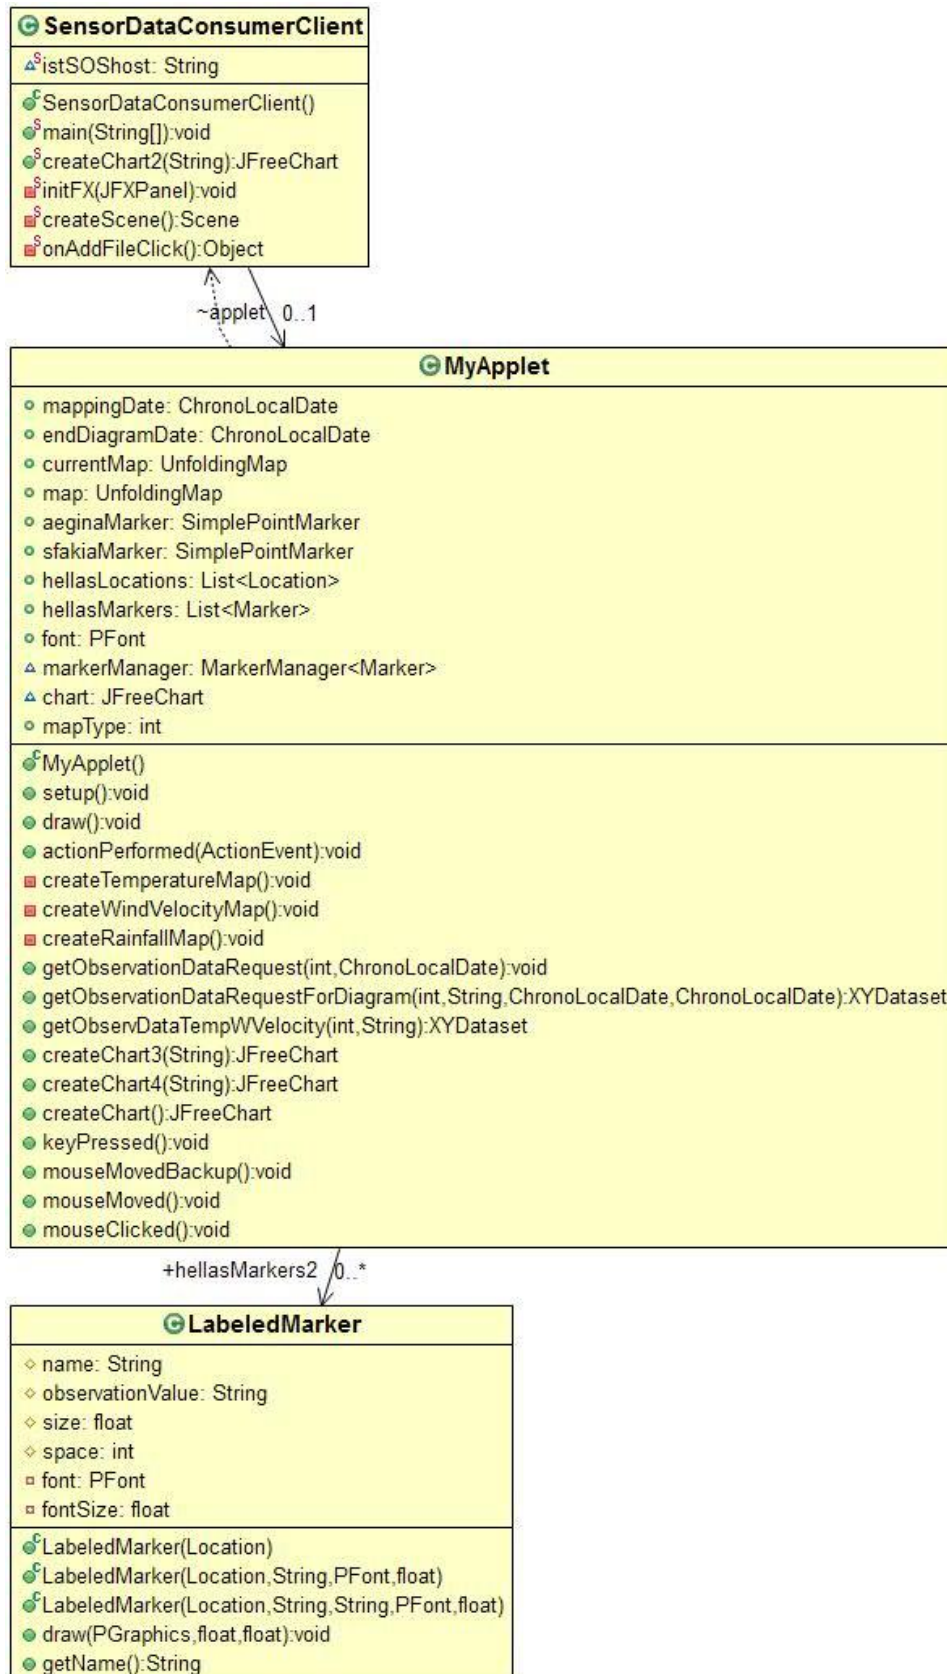 SensorDataConsumerClient
istSOShost: String
SensorDataConsumerClient()
main(String[]):void
createChart2(String):JFreeChart
initFX(JFXPanel):void
createScene():Scene
onAddFileClick():Object
~applet 0..1
MyApplet
mappingDate: ChronoLocalDate
endDiagramDate: ChronoLocalDate
currentMap: UnfoldingMap
map: UnfoldingMap
aeginaMarker: SimplePointMarker
sfakiaMarker: SimplePointMarker
hellasLocations: List<Location>
hellasMarkers: List<Marker>
font: PFont
markerManager: MarkerManager<Marker>
chart: JFreeChart
mapType: int
MyApplet()
setup():void
draw():void
actionPerformed(ActionEvent):void
createTemperatureMap():void
createWindVelocityMap():void
createRainfallMap():void
getObservationDataRequest(int,ChronoLocalDate):void
getObservationDataRequestForDiagram(int,String,ChronoLocalDate,ChronoLocalDate):XYDataset
getObservDataTempWVelocity(int,String):XYDataset
createChart3(String):JFreeChart
createChart4(String):JFreeChart
createChart():JFreeChart
keyPressed():void
mouseMovedBackup():void
mouseMoved():void
mouseClicked():void
+hellasMarkers2 0..*
LabeledMarker
name: String
observationValue: String
size: float
space: int
font: PFont
fontSize: float
LabeledMarker(Location)
LabeledMarker(Location,String,PFont,float)
LabeledMarker(Location,String,String,PFont,float)
draw(PGraphics,float,float):void
getName():String